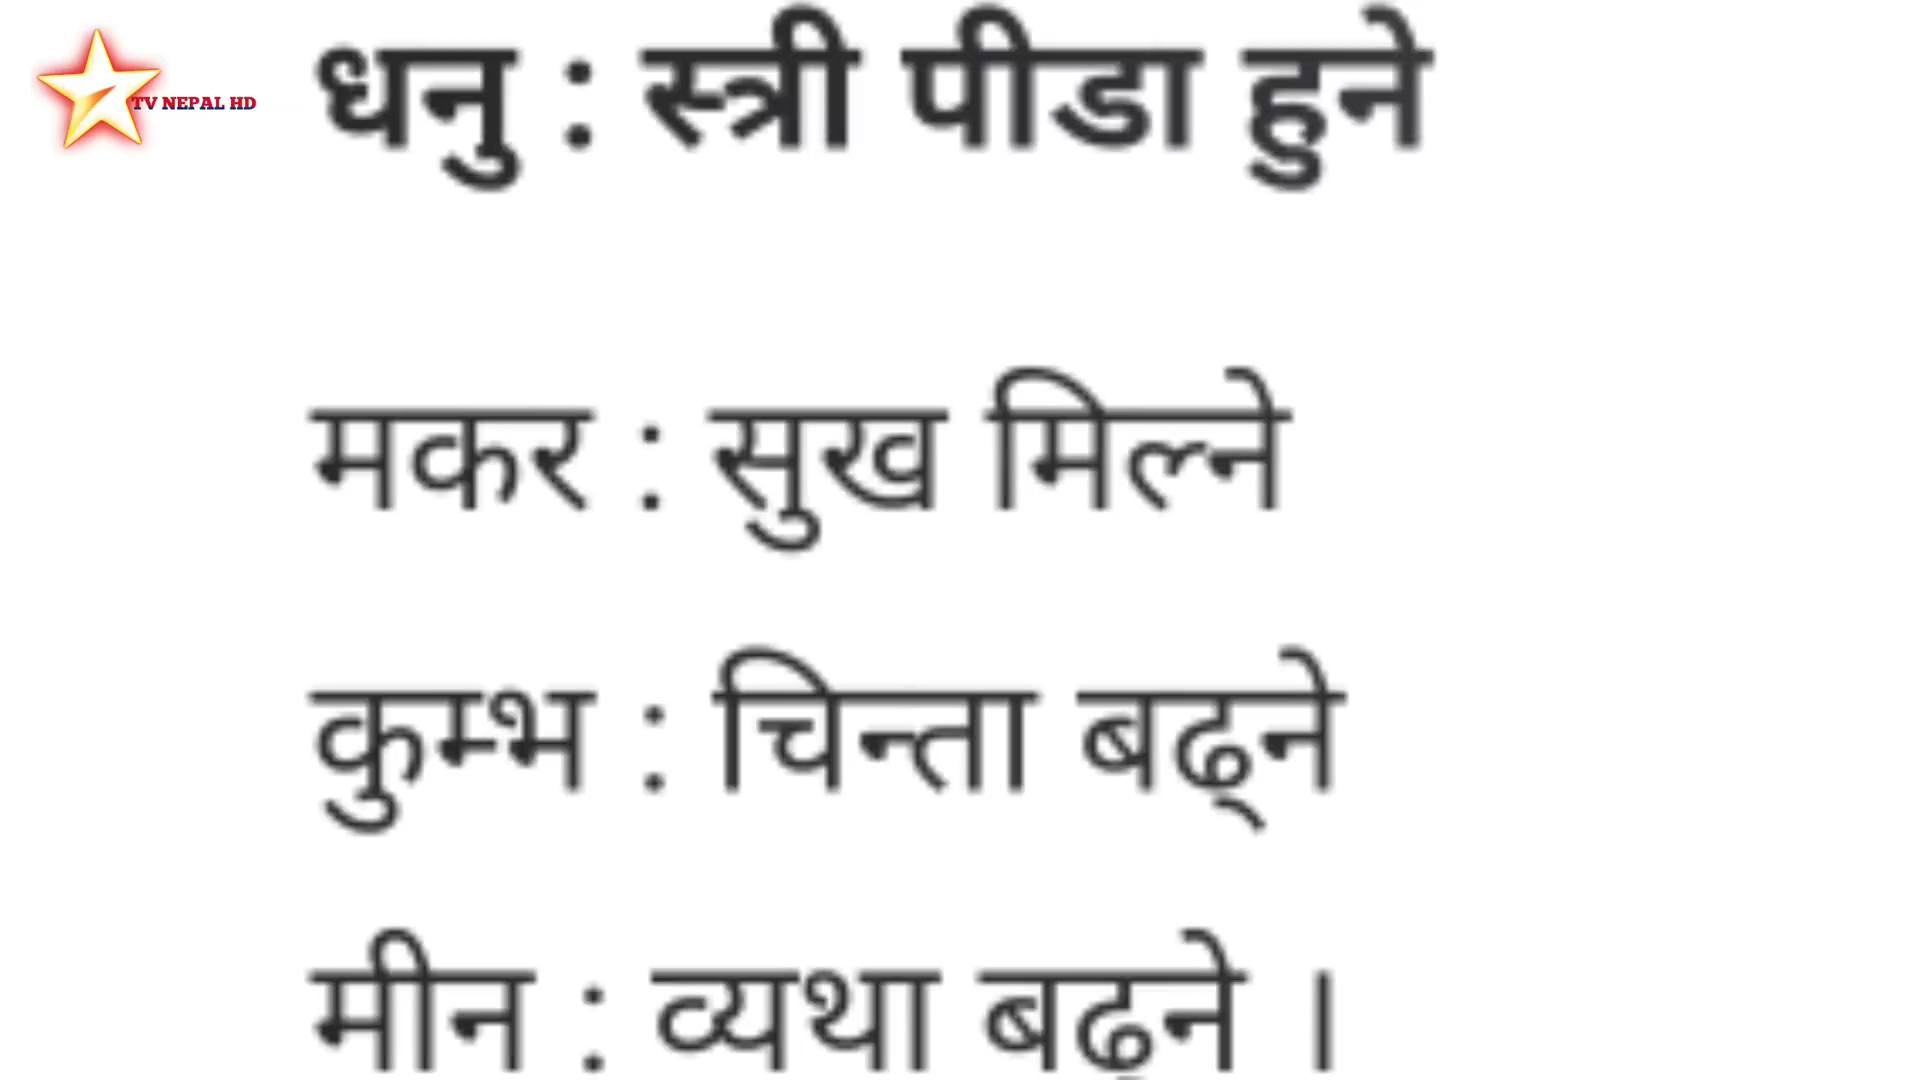 TV NEPAL HD
धनु : स्त्री पीडा हुने
मकर : सुख मिल्ने
कुम्भ : चिन्ता बढ्ने
मीन : व्यथा बढ्ने ।